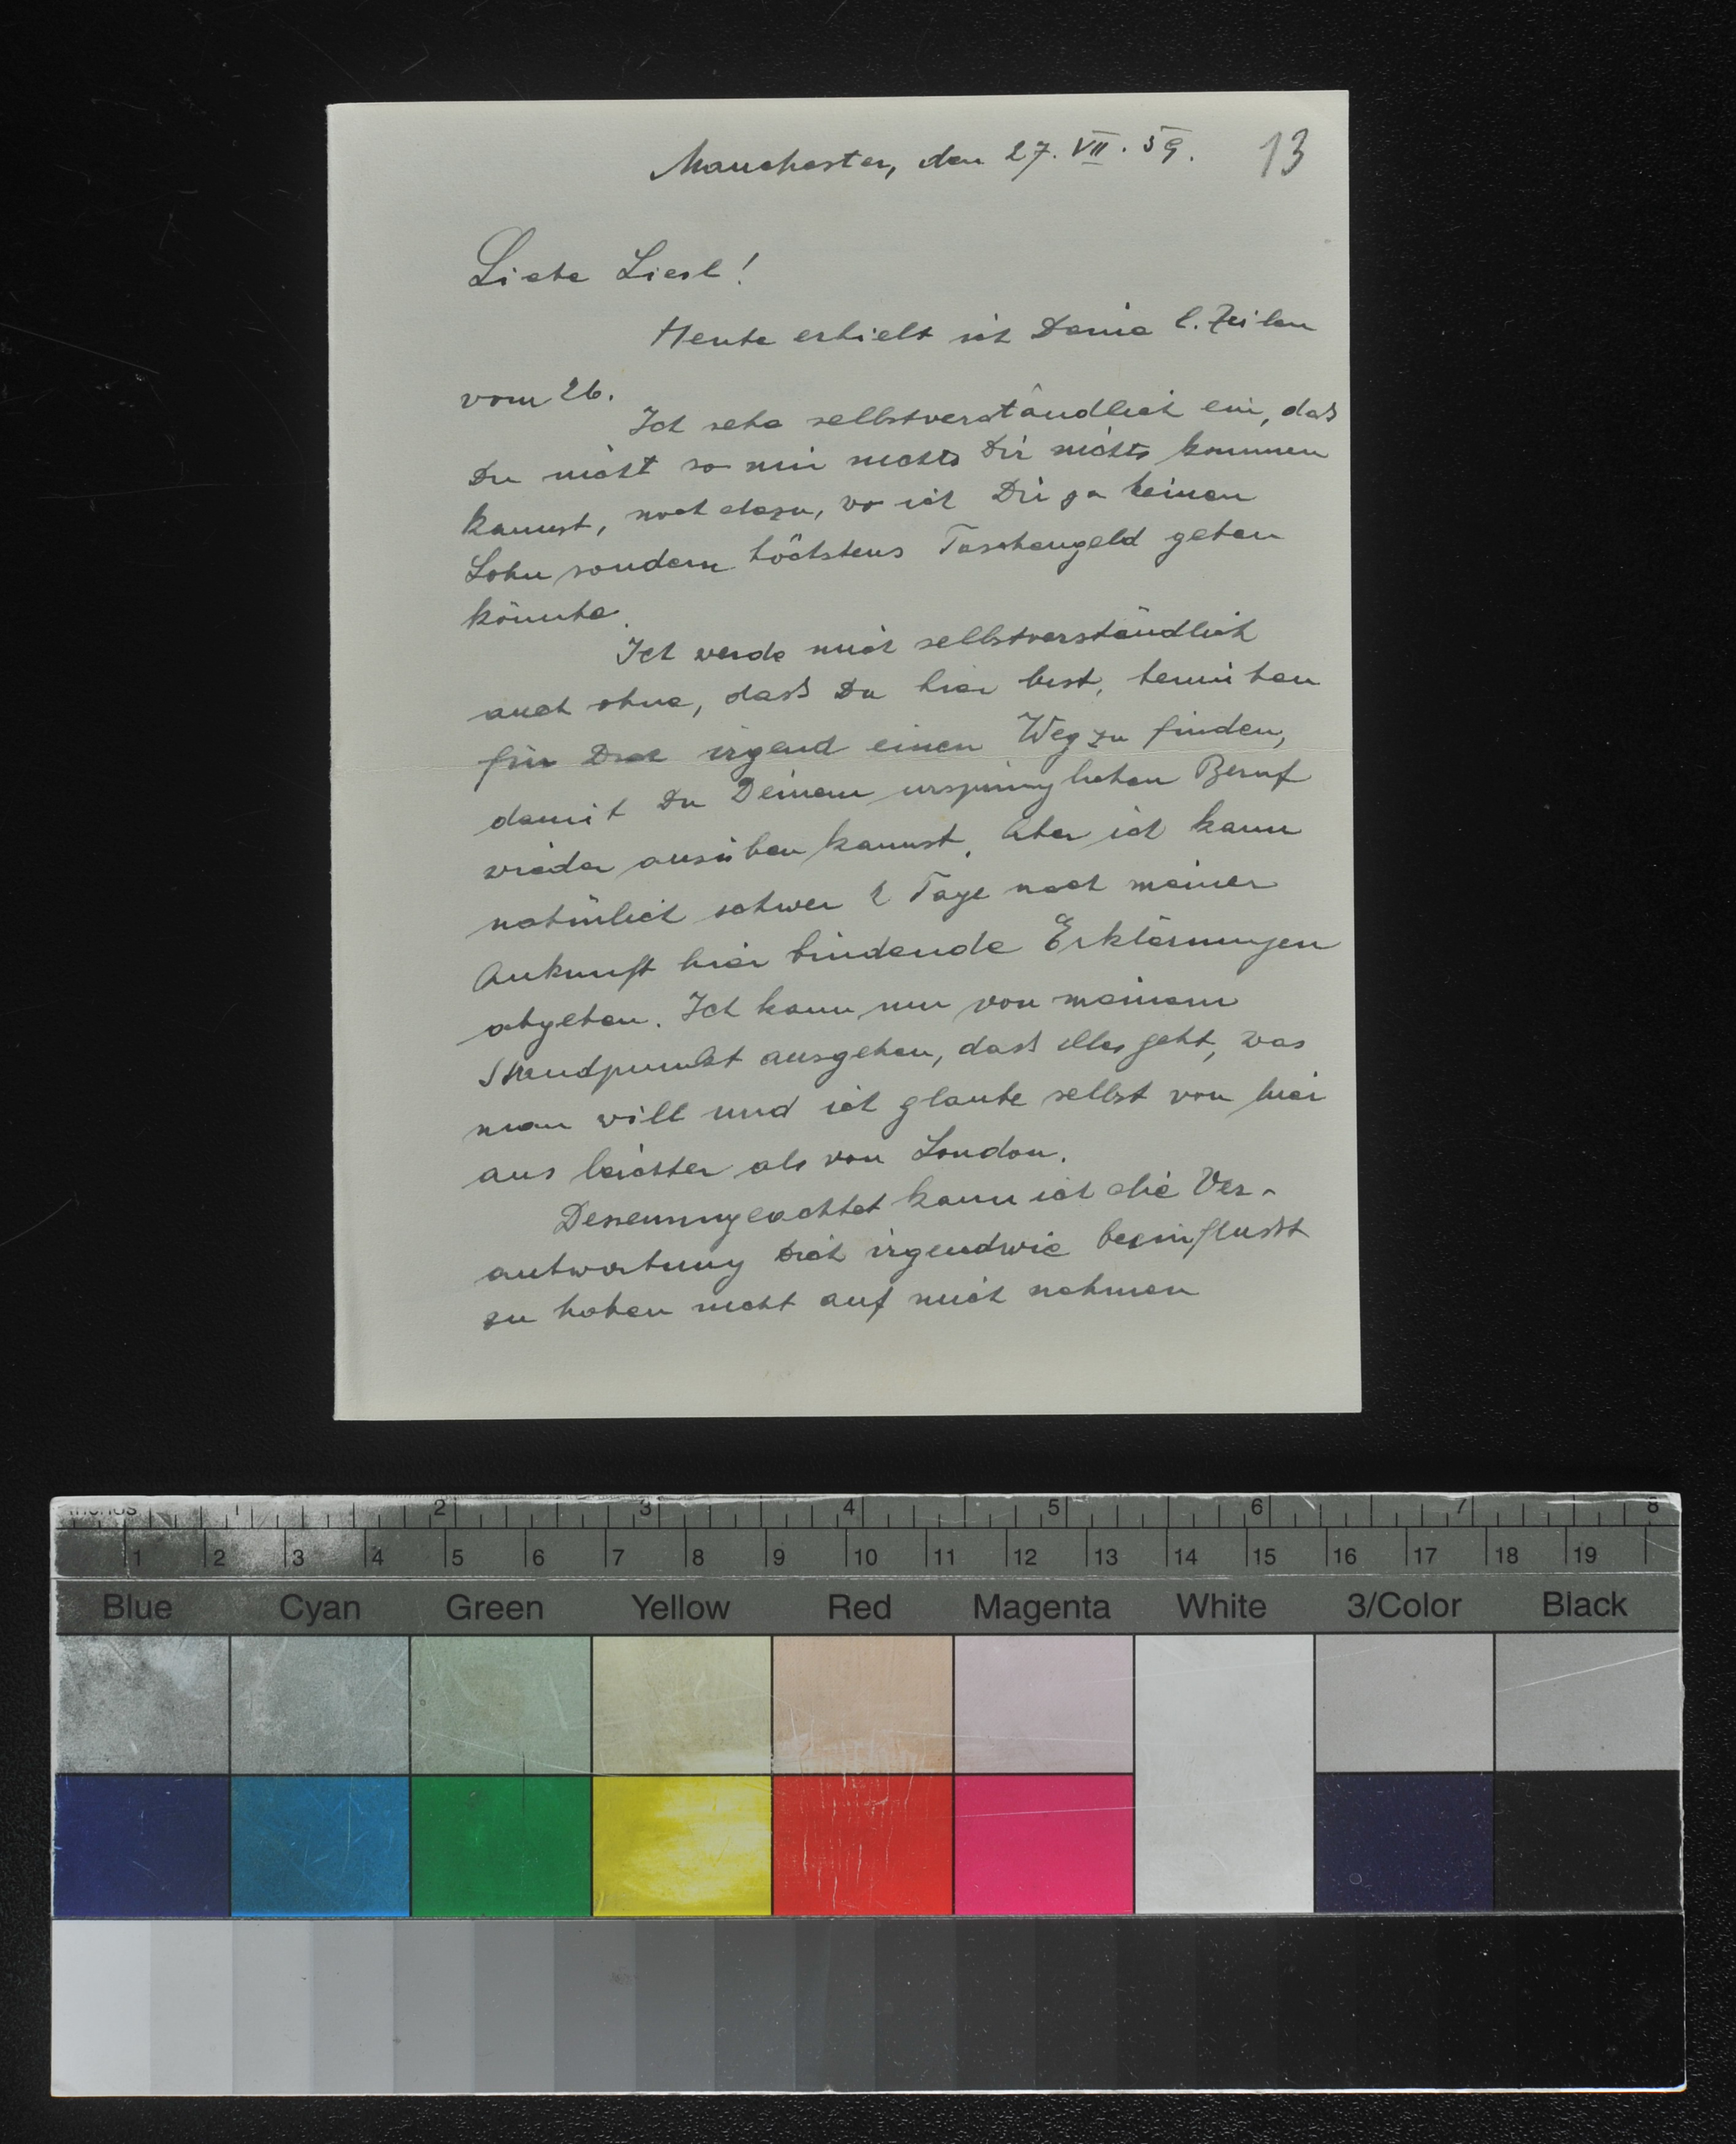 Manchester, den 27. VII. 39.
13
Liebe Liesl!
Heute erhielt ich Deine l. Zeilen
vom 26.
Ich sehe selbstverständlich ein, daß
Du nicht so mir nichts Dir nichts kommen
kannst, noch dazu, wo ich Dir ja keinen
Lohn sondern höchstens Taschengeld geben
könnte.
Ich werde mich selbstverständlich
auch ohne, dass Du hier bist, bemühen
für Dich irgend einen Weg zu finden,
damit Du Deinen ursprünglichen Beruf
wieder ausüben kannst. Aber ich kann
natürlich schwer 2 Tage nach meiner
Ankunft hier bindende Erklärungen
abgeben. Ich kann nur von meinem
Standpunkt ausgehen, dass alles geht, was
man will und ich glaube selbst von hier
aus leichter als von London.
Dessenungeachtet kann ich die Ver-
antwortung Dich irgendwie beeinflusst
zu haben nicht auf mich nehmen
inches 1 2 3 4 5 6 7 8
1 2 3 4 5 6 7 8 9 10 11 12 13 14 15 16 17 18 19
Blue Cyan Green Yellow Red Magenta White 3/Color Black